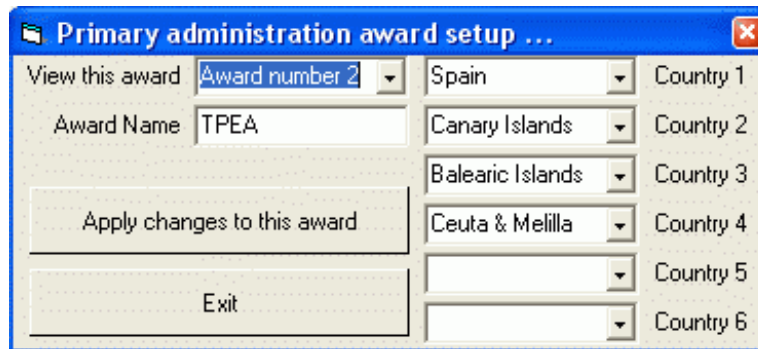 Primary administration award setup ...
View this award Award number 2 Spain Country 1
Award Name TPEA Canary Islands Country 2
Balearic Islands Country 3
Apply changes to this award Ceuta & Melilla Country 4
Country 5
Exit Country 6